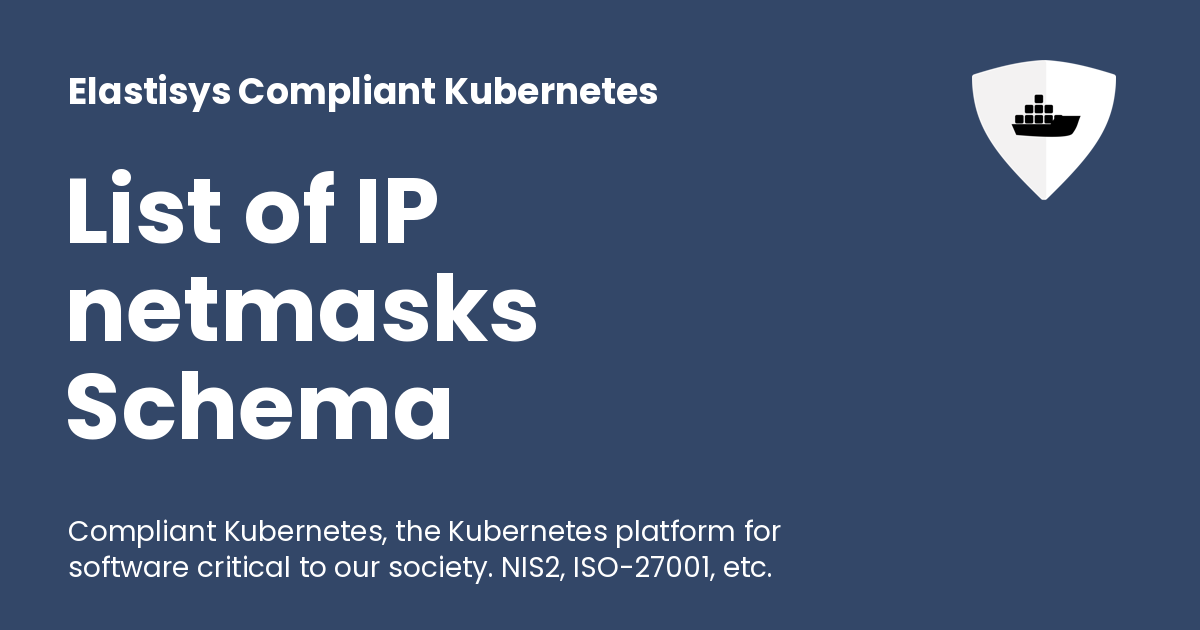 Elastisys Compliant Kubernetes
List of IP
netmasks
Schema
Compliant Kubernetes, the Kubernetes platform for
software critical to our society. NIS2, ISO-27001, etc.